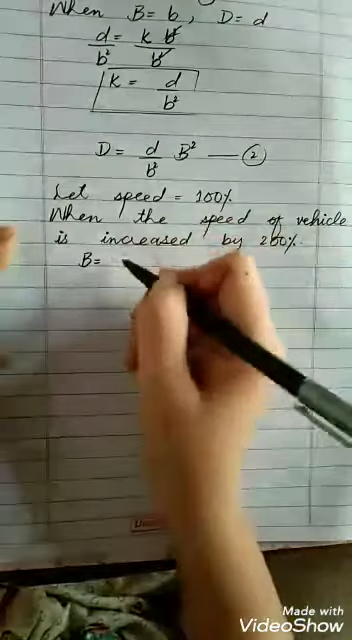 When B = b, D = d
d/b² = K b²/b²
K = d/b²
D = d/b² B² — ②
Let speed = 100%
When the speed of vehicle
is increased by 200%.
B =
Made with
VideoShow